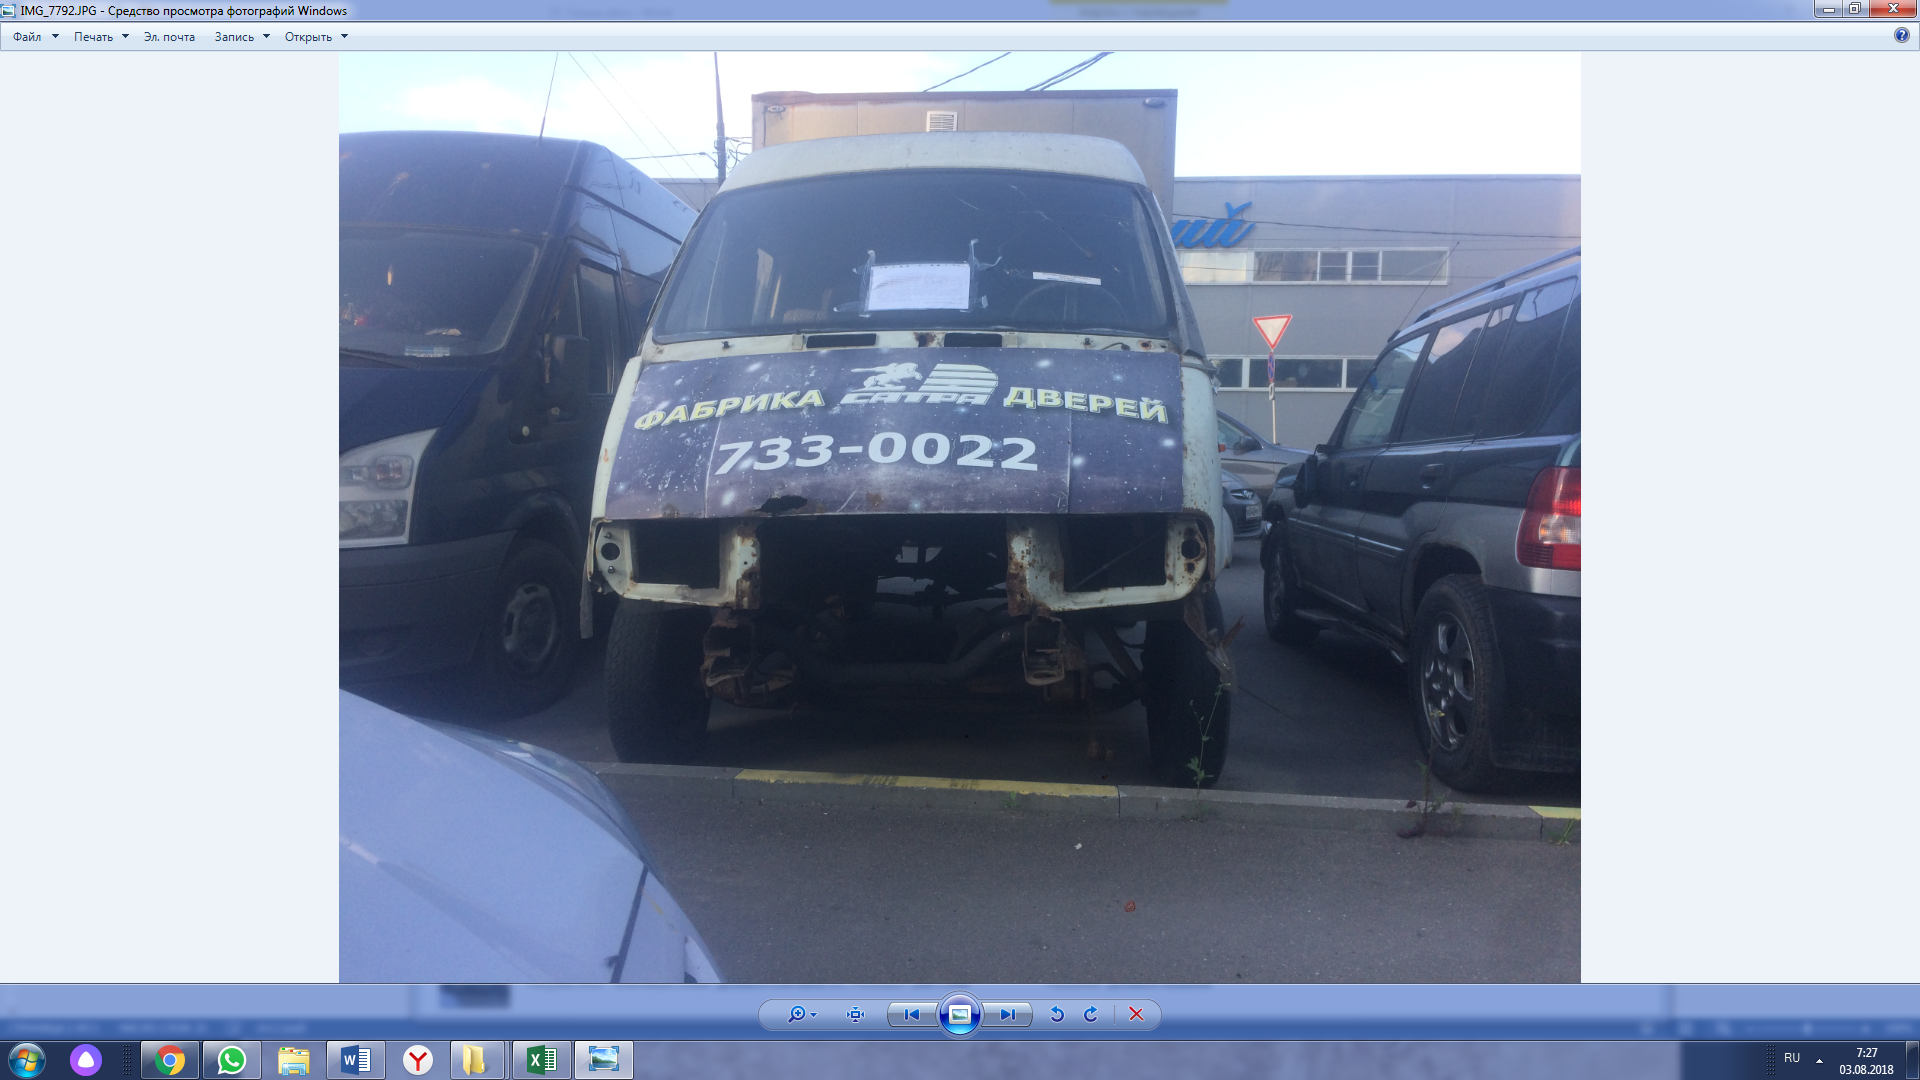 IMG_7792.JPG - Средство просмотра фотографий Windows
Файл Печать Эл. почта Запись Открыть
ий
ФАБРИКА САТРА ДВЕРЕЙ
733-0022
RU 7:27
03.08.2018